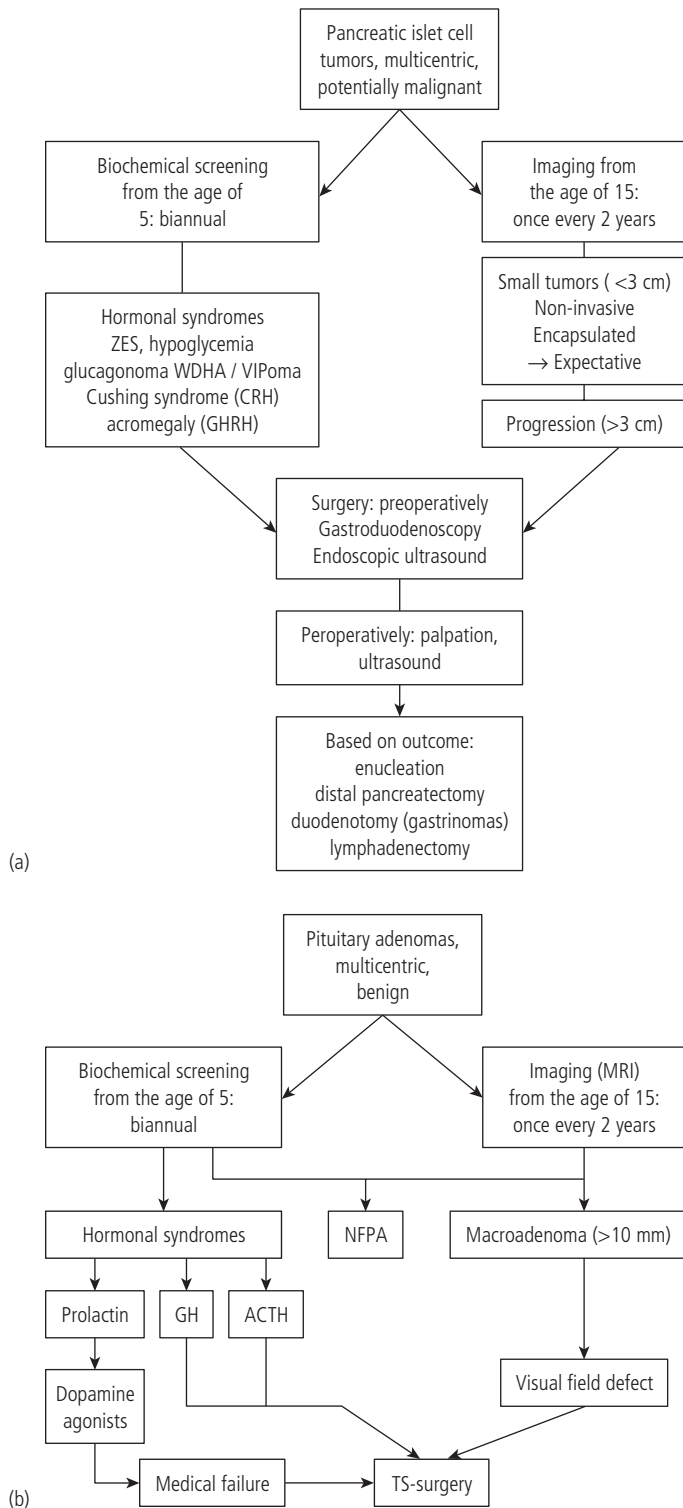 Pancreatic islet cell
tumors, multicentric,
potentially malignant
Biochemical screening
from the age of
5: biannual
Imaging from
the age of 15:
once every 2 years
Hormonal syndromes
ZES, hypoglycemia
glucagonoma WDHA / VIPoma
Cushing syndrome (CRH)
acromegaly (GHRH)
Small tumors ( <3 cm)
Non-invasive
Encapsulated
→ Expectative
Progression (>3 cm)
Surgery: preoperatively
Gastroduodenoscopy
Endoscopic ultrasound
Peroperatively: palpation,
ultrasound
Based on outcome:
enucleation
distal pancreatectomy
duodenotomy (gastrinomas)
lymphadenectomy
(a)
Pituitary adenomas,
multicentric,
benign
Biochemical screening
from the age of 5:
biannual
Imaging (MRI)
from the age of 15:
once every 2 years
Hormonal syndromes
NFPA
Macroadenoma (>10 mm)
Prolactin
GH
ACTH
Dopamine
agonists
Visual field defect
Medical failure
TS-surgery
(b)